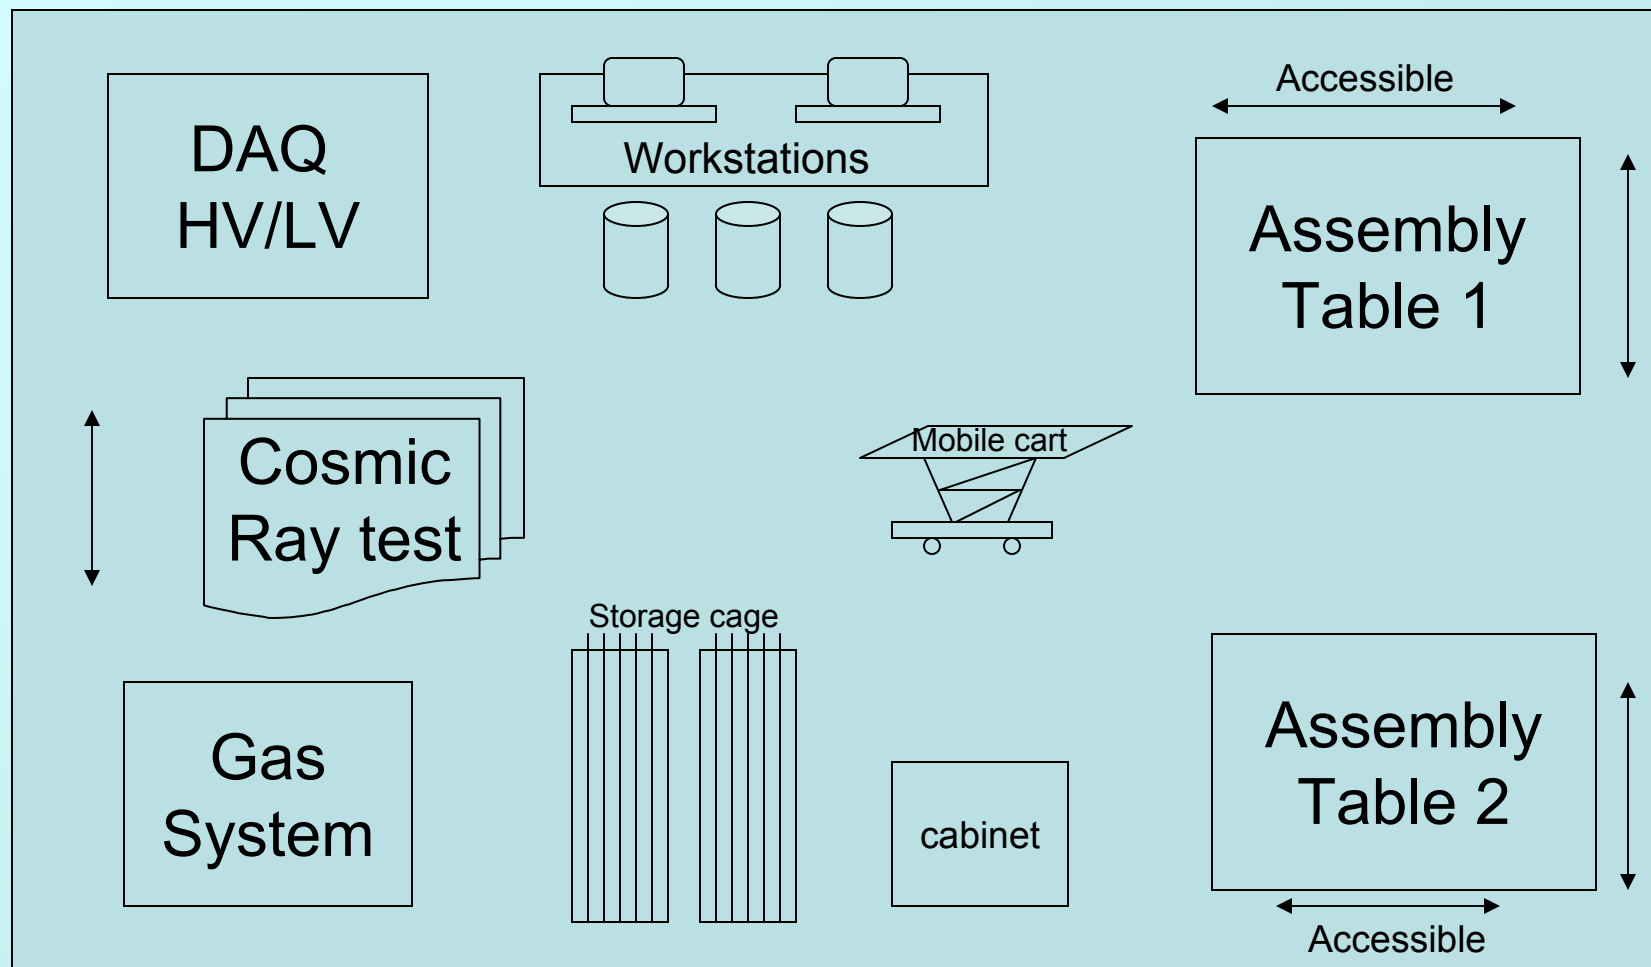 DAQ
HV/LV
Workstations
Accessible
Assembly
Table 1
Cosmic
Ray test
Mobile cart
Storage cage
Gas
System
cabinet
Assembly
Table 2
Accessible